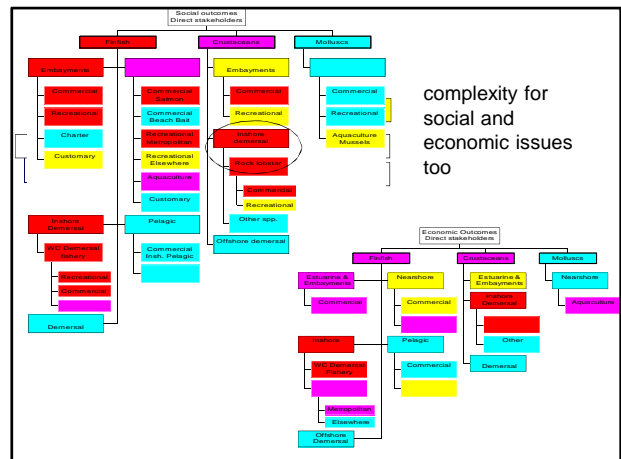 Social outcomes
Direct stakeholders
Finfish
Crustaceans
Molluscs
Embayments
Commercial
Recreational
Charter
Customary
Commercial
Salmon
Commercial
Beach Bait
Recreational
Metropolitan
Recreational
Elsewhere
Aquaculture
Customary
Embayments
Commercial
Recreational
Inshore
demersal
Rock lobster
Commercial
Recreational
Other spp.
Offshore demersal
Commercial
Recreational
Aquaculture
Mussels
complexity for
social and
economic issues
too
Inshore
Demersal
WC Demersal
fishery
Recreational
Commercial
Demersal
Pelagic
Commercial
Insh. Pelagic
Economic Outcomes
Direct stakeholders
Finfish
Crustaceans
Molluscs
Estuarine &
Embayments
Commercial
Nearshore
Commercial
Estuarine &
Embayments
Inshore
Demersal
Other
Demersal
Nearshore
Aquaculture
Inshore
WC Demersal
Fishery
Metropolitan
Elsewhere
Offshore
Demersal
Pelagic
Commercial